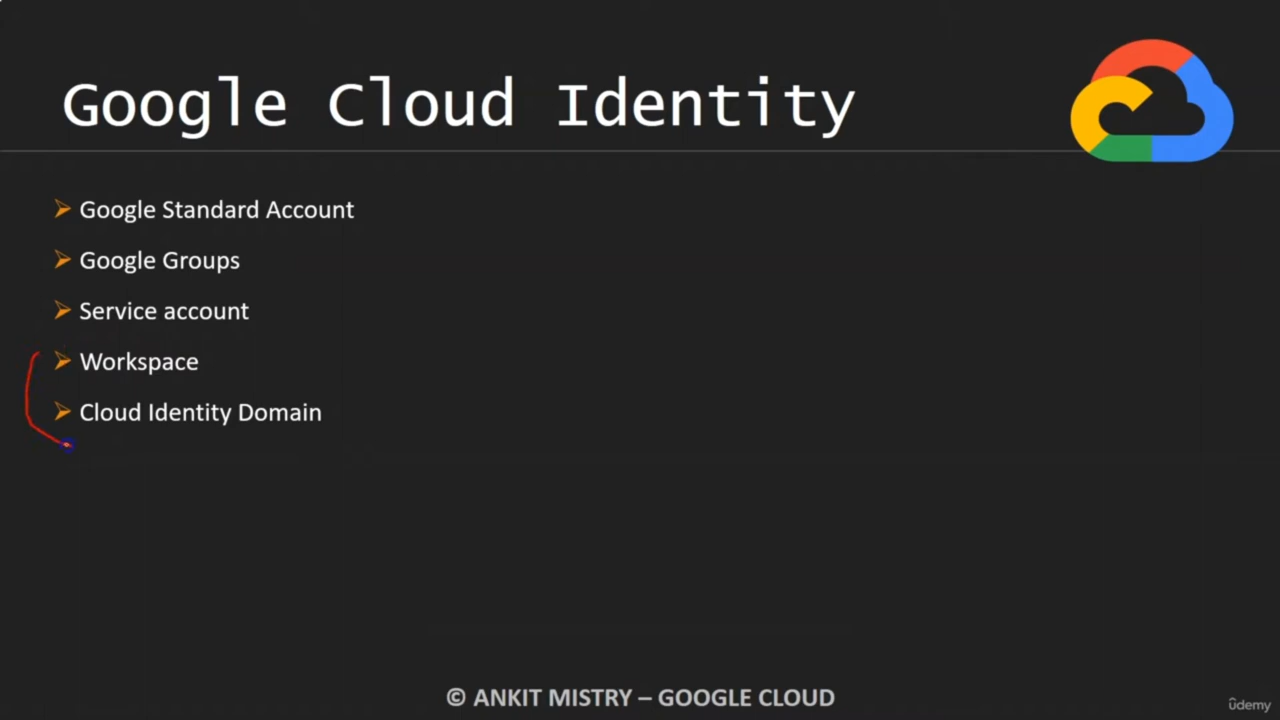 Google Cloud Identity
Google Standard Account
Google Groups
Service account
Workspace
Cloud Identity Domain
© ANKIT MISTRY – GOOGLE CLOUD
ûdemy